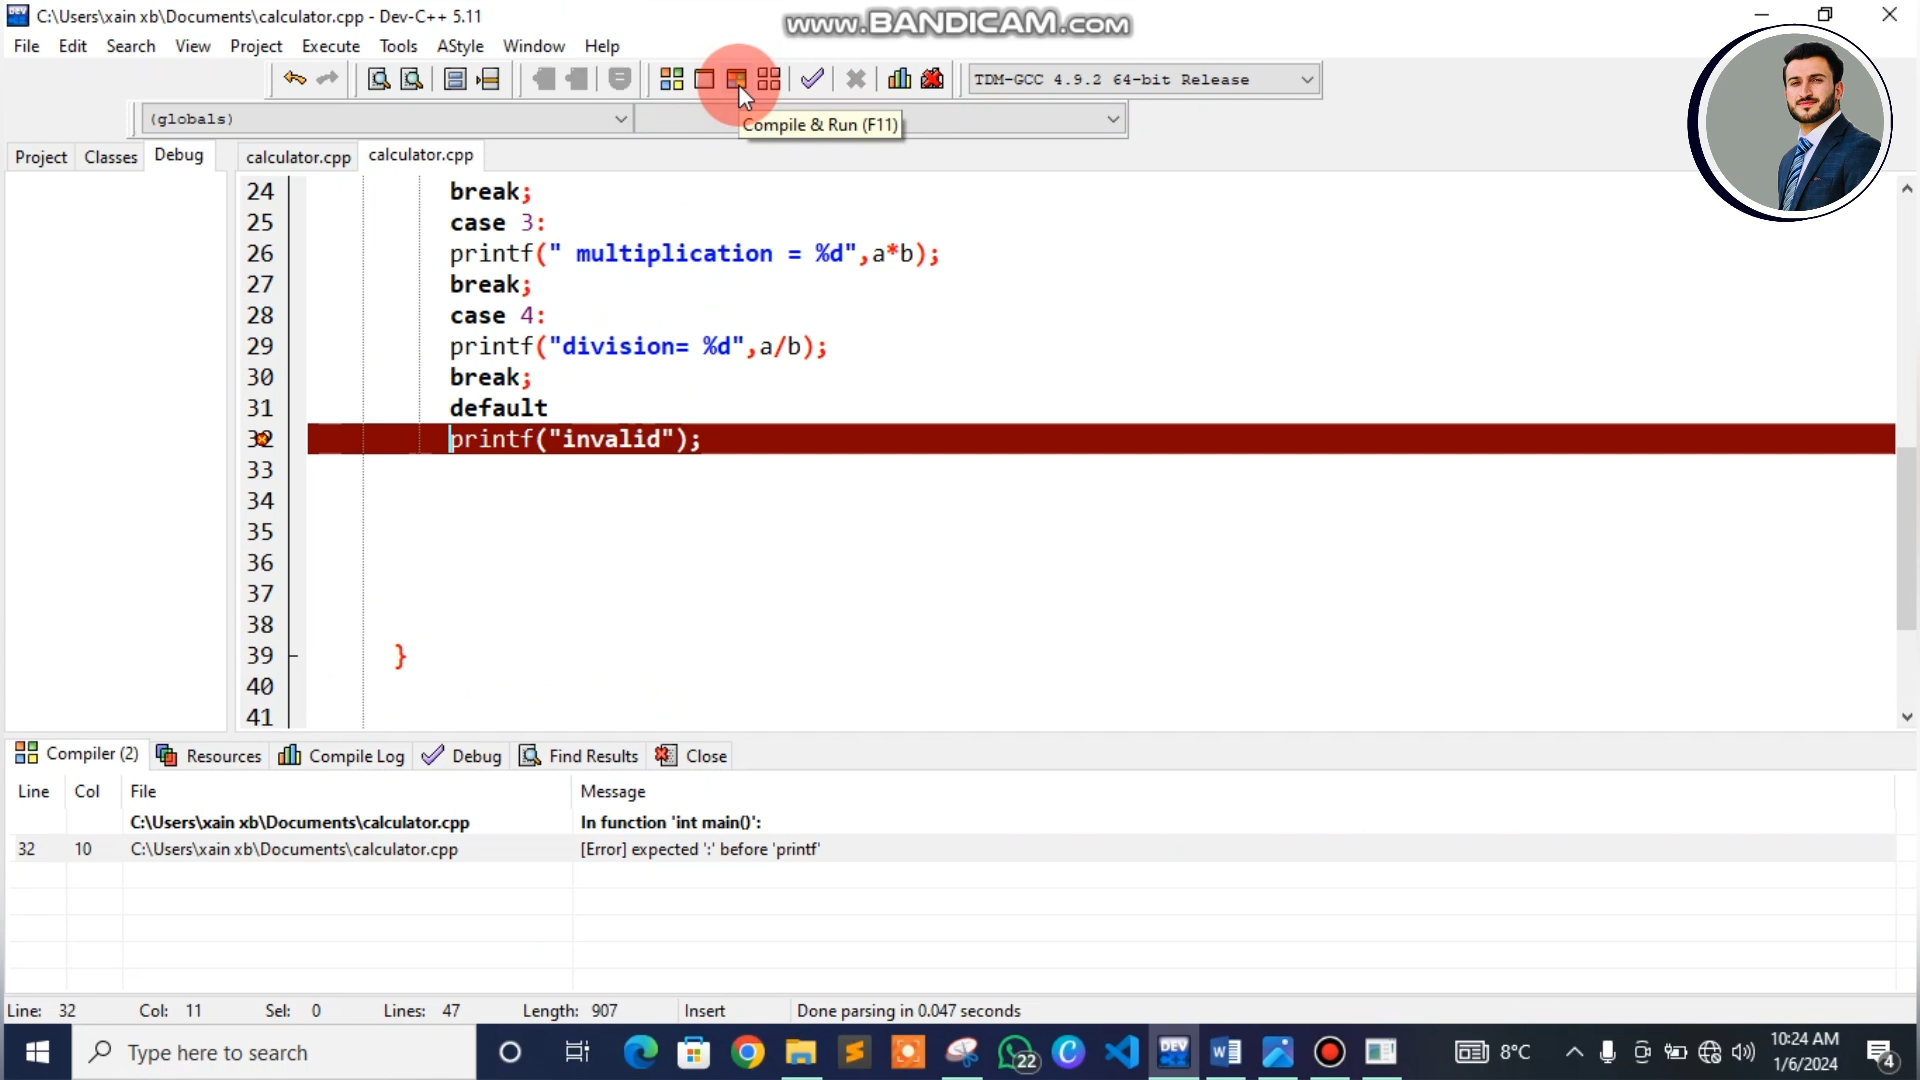 C:\Users\xain xb\Documents\calculator.cpp - Dev-C++ 5.11
www.BANDICAM.com
File Edit Search View Project Execute Tools AStyle Window Help
TDM-GCC 4.9.2 64-bit Release
(globals)
Compile & Run (F11)
Project Classes Debug calculator.cpp calculator.cpp
24 break;
25 case 3:
26 printf(" multiplication = %d",a*b);
27 break;
28 case 4:
29 printf("division= %d",a/b);
30 break;
31 default
32 printf("invalid");
33
34
35
36
37
38
39 }
40
41
Compiler (2) Resources Compile Log Debug Find Results Close
Line Col File Message
C:\Users\xain xb\Documents\calculator.cpp In function 'int main()':
32 10 C:\Users\xain xb\Documents\calculator.cpp [Error] expected ':' before 'printf'
Line: 32 Col: 11 Sel: 0 Lines: 47 Length: 907 Insert Done parsing in 0.047 seconds
Type here to search 22 DEV 8°C 10:24 AM
1/6/2024 4